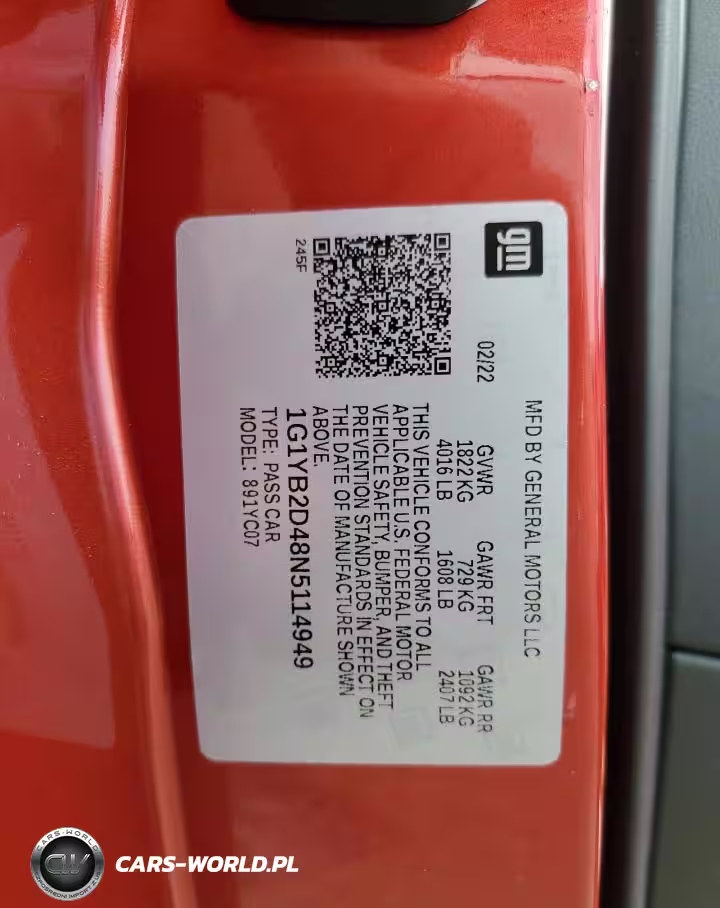 gm
MFD BY GENERAL MOTORS LLC
02/22 GVWR GAWR FRT GAWR RR
1822 KG 729 KG 1092 KG
4016 LB 1608 LB 2407 LB
THIS VEHICLE CONFORMS TO ALL
APPLICABLE U.S. FEDERAL MOTOR
VEHICLE SAFETY, BUMPER, AND THEFT
PREVENTION STANDARDS IN EFFECT ON
THE DATE OF MANUFACTURE SHOWN
ABOVE.
245F
1G1YB2D48N5114949
TYPE: PASS CAR
MODEL: 891YC07
CARS-WORLD
CW
CARS-WORLD.PL